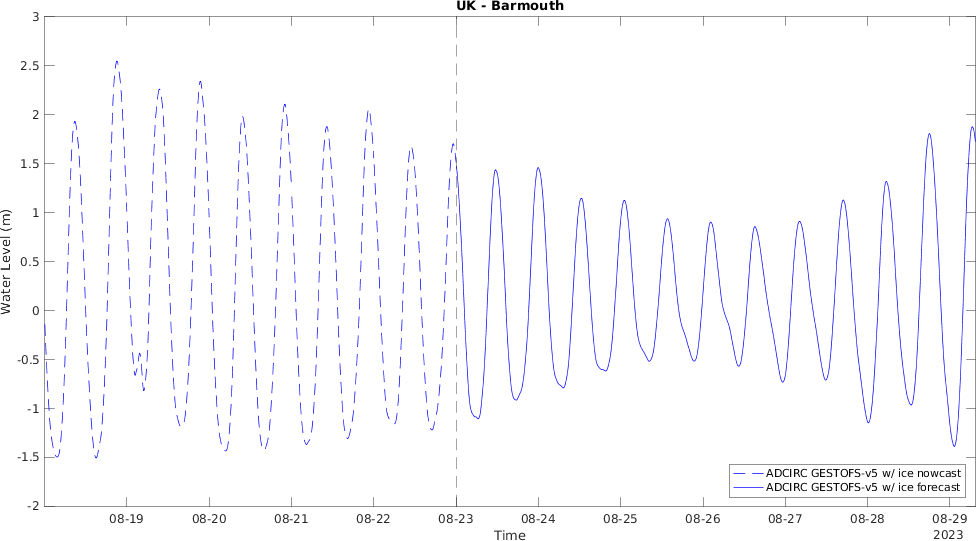 UK - Barmouth
3
2.5
2
1.5
1
0.5
0
-0.5
-1
-1.5
-2
Water Level (m)
ADCIRC GESTOFS-v5 w/ ice nowcast
ADCIRC GESTOFS-v5 w/ ice forecast
08-19 08-20 08-21 08-22 08-23 08-24 08-25 08-26 08-27 08-28 08-29
Time
2023